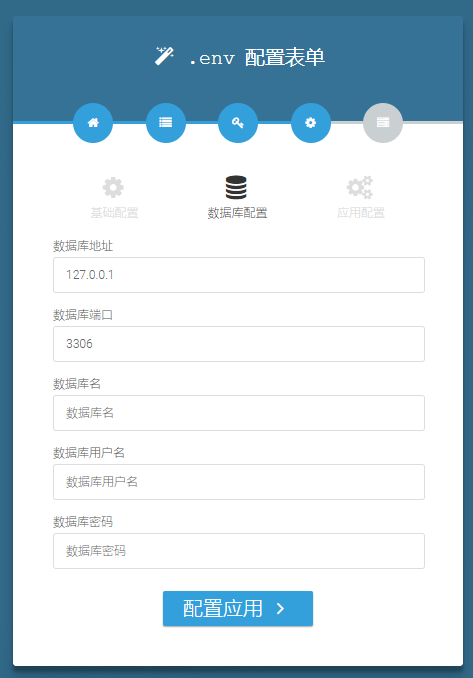 .env 配置表单
基础配置 数据库配置 应用配置
数据库地址
127.0.0.1
数据库端口
3306
数据库名
数据库名
数据库用户名
数据库用户名
数据库密码
数据库密码
配置应用